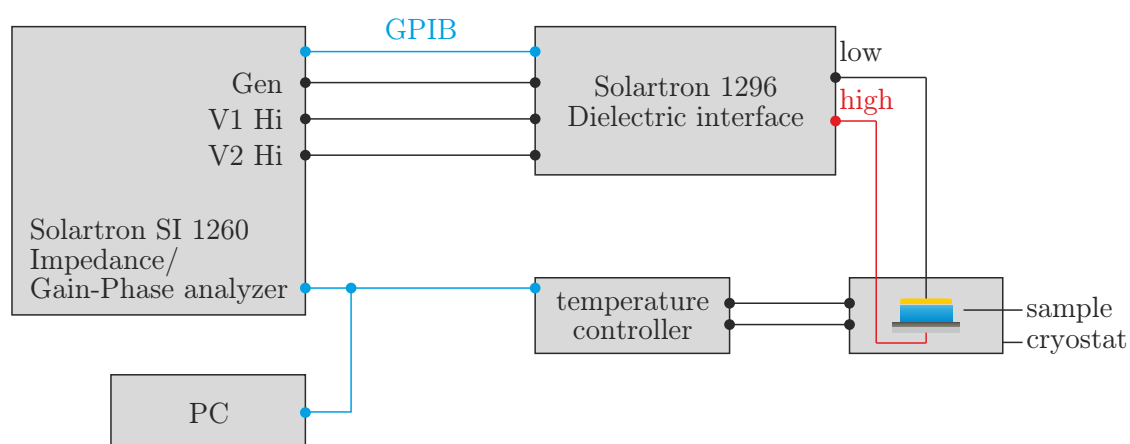 GPIB
Gen
V1 Hi
V2 Hi
Solartron SI 1260
Impedance/
Gain-Phase analyzer
Solartron 1296
Dielectric interface
low
high
temperature
controller
sample
cryostat
PC